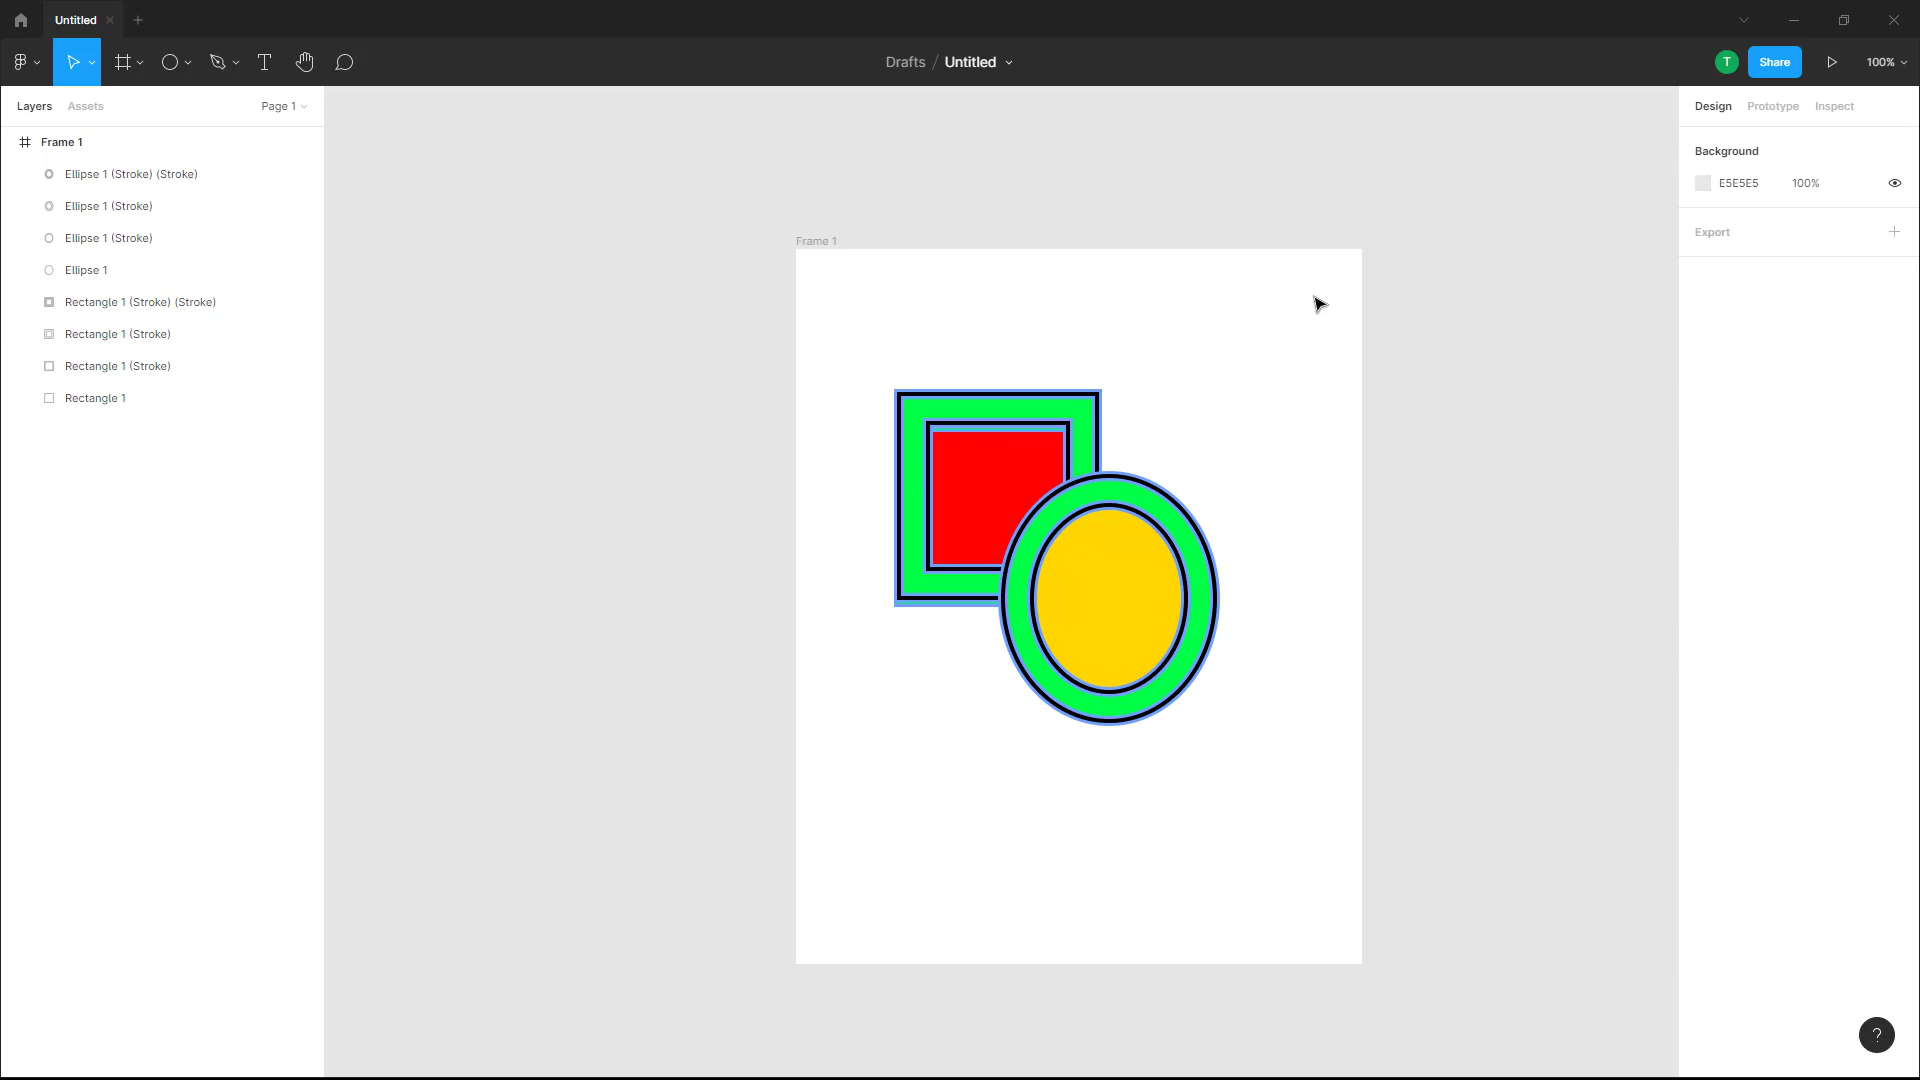 Untitled
Drafts / Untitled
T
Share
100%
Layers Assets Page 1
Frame 1
Ellipse 1 (Stroke) (Stroke)
Ellipse 1 (Stroke)
Ellipse 1 (Stroke)
Ellipse 1
Rectangle 1 (Stroke) (Stroke)
Rectangle 1 (Stroke)
Rectangle 1 (Stroke)
Rectangle 1
Frame 1
Design Prototype Inspect
Background
E5E5E5 100%
Export
?